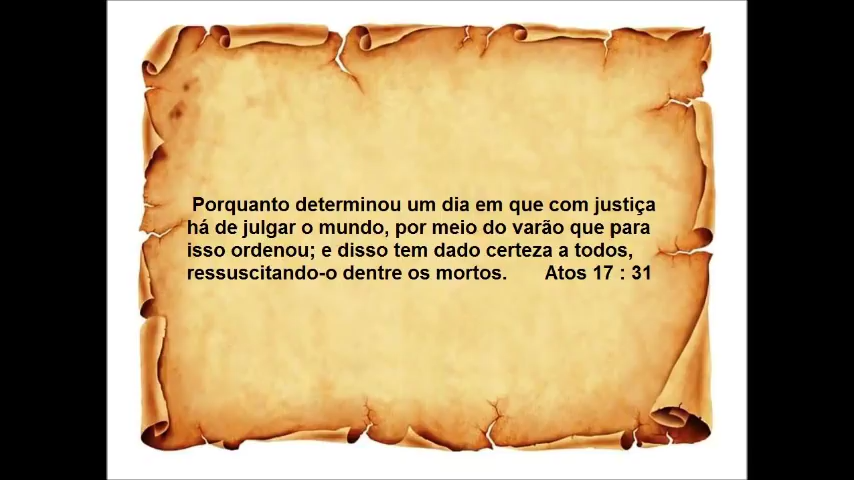 Porquanto determinou um dia em que com justiça
há de julgar o mundo, por meio do varão que para
isso ordenou; e disso tem dado certeza a todos,
ressuscitando-o dentre os mortos. Atos 17 : 31